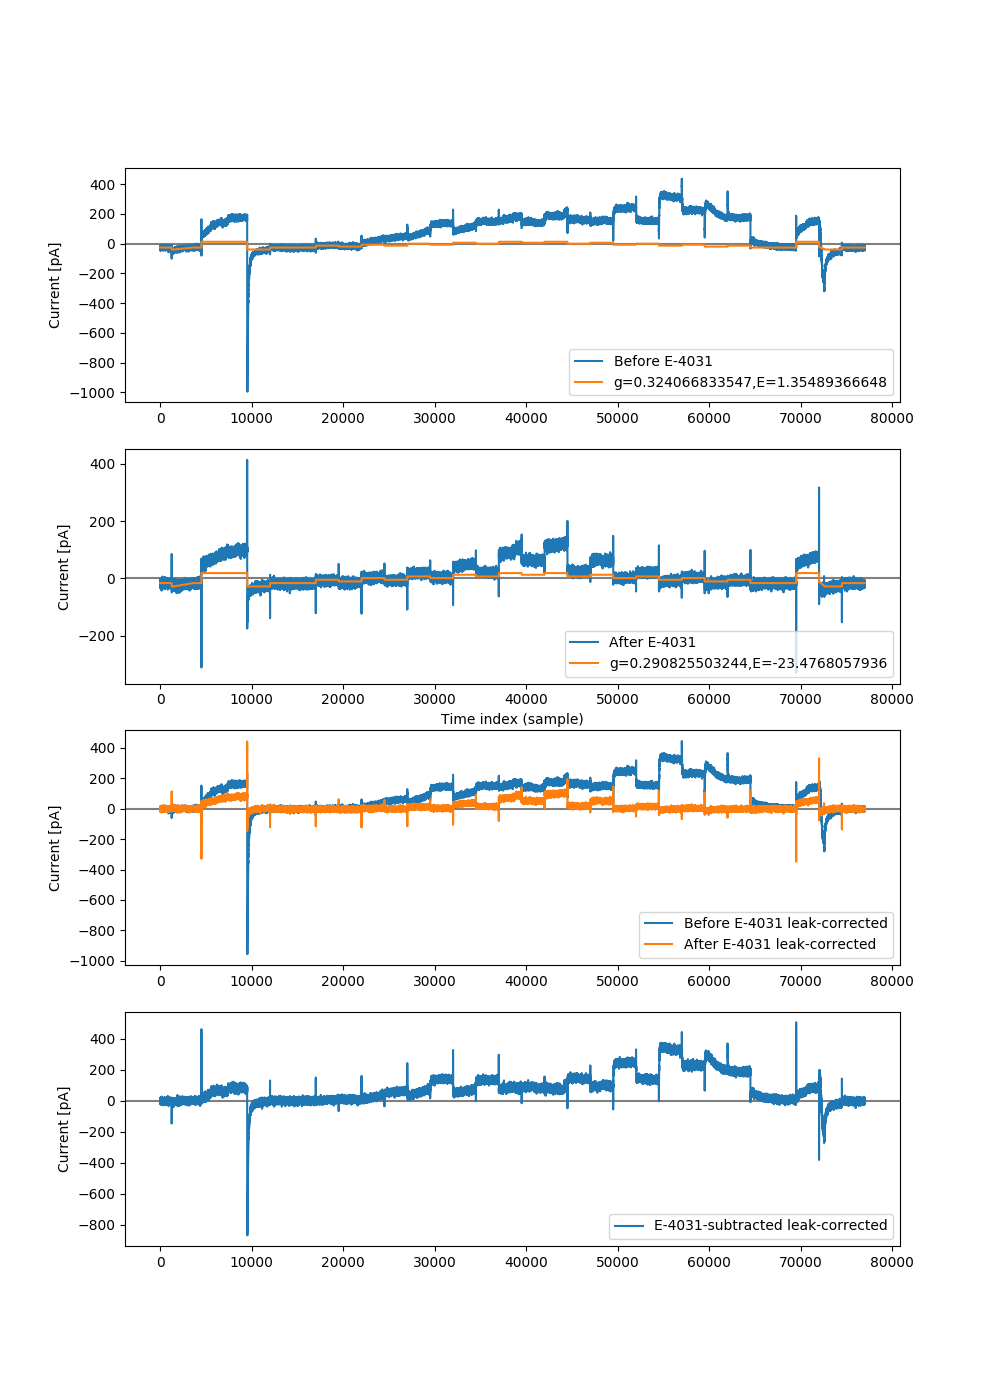 400
200
0
−200
−400
−600
−800
−1000
Current [pA]
Before E-4031
g=0.324066833547,E=1.35489366648
0 10000 20000 30000 40000 50000 60000 70000 80000
400
200
0
−200
Current [pA]
After E-4031
g=0.290825503244,E=-23.4768057936
0 10000 20000 30000 40000 50000 60000 70000 80000
Time index (sample)
400
200
0
−200
−400
−600
−800
−1000
Current [pA]
Before E-4031 leak-corrected
After E-4031 leak-corrected
0 10000 20000 30000 40000 50000 60000 70000 80000
400
200
0
−200
−400
−600
−800
Current [pA]
E-4031-subtracted leak-corrected
0 10000 20000 30000 40000 50000 60000 70000 80000